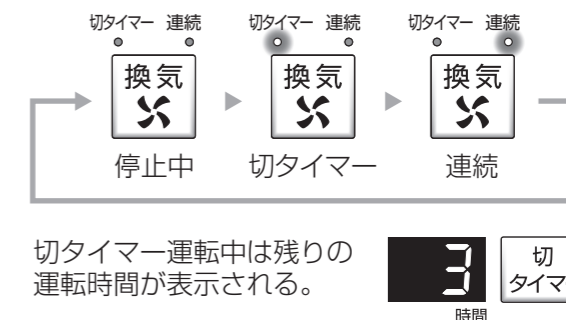 切タイマー 連続 切タイマー 連続 切タイマー 連続
換気 換気 換気
停止中 切タイマー 連続
切タイマー運転中は残りの
運転時間が表示される。
3 切
タイマ
時間